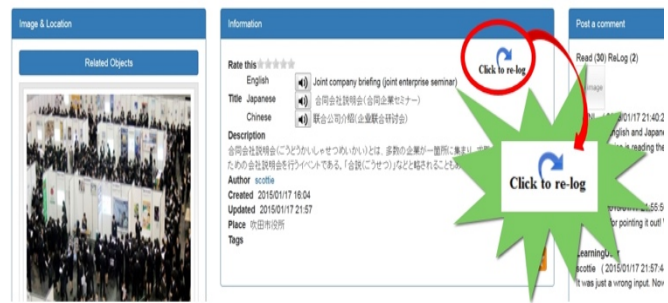 Image & Location
Related Objects
Information
Click to re-log
Rate this
English Joint company briefing (joint enterprise seminar)
Title Japanese 合同会社説明会(合同企業セミナー)
Chinese 联合公司介绍(企业联合研讨会)
Description
合同会社説明会(ごうどうかいしゃせつめいかい)とは、多数の企業が一箇所に集まり、
ための会社説明を行うイベントである。「合説(ごうせつ)」などと略されることも
Author scottie
Created 2015/01/17 16:04
Updated 2015/01/17 21:57
Place 吹田市役所
Tags
Click to re-log
Post a comment
Read (30) ReLog (2)
/01/17 21:40:2
nglish and Japane
is reading the
/01/17 21:55:5
for pointing it out!
scottie (2015/01/17 21:57:4
it was just a wrong input. Now